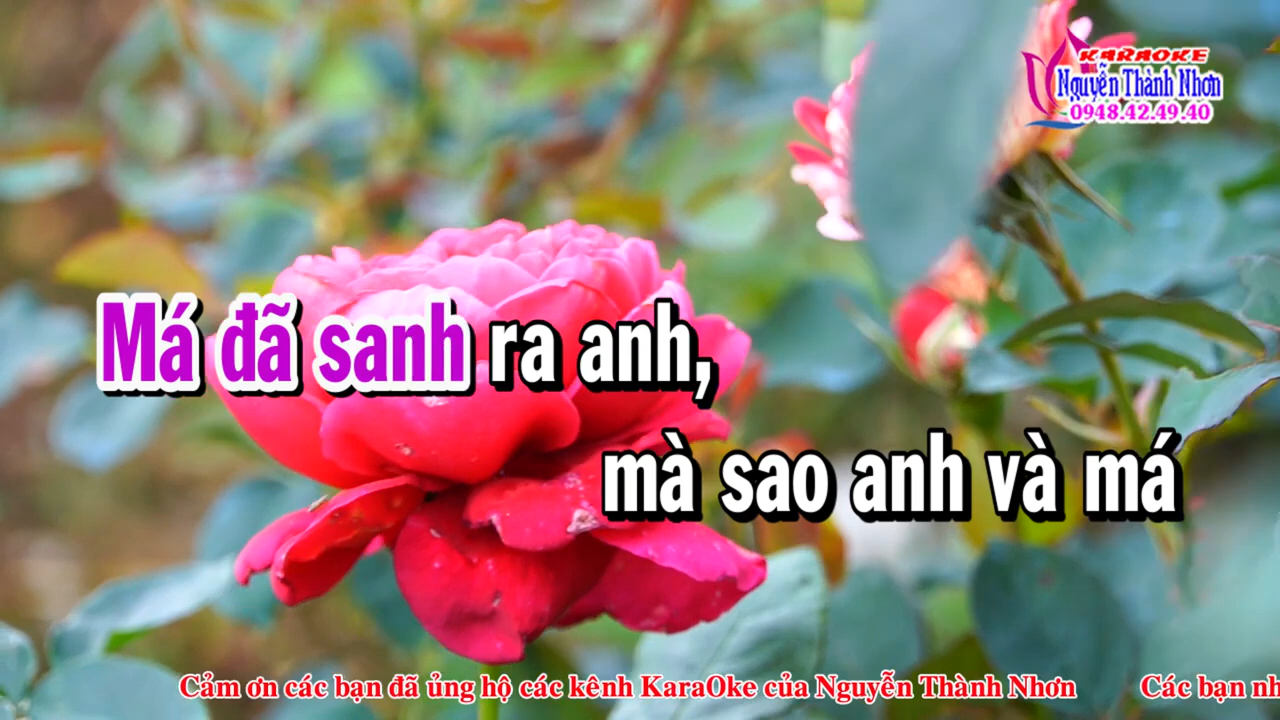 KARAOKE
Nguyễn Thành Nhơn
0948.42.49.40
Má đã sanh ra anh,
mà sao anh và má
Cảm ơn các bạn đã ủng hộ các kênh KaraOke của Nguyễn Thành Nhơn Các bạn nh